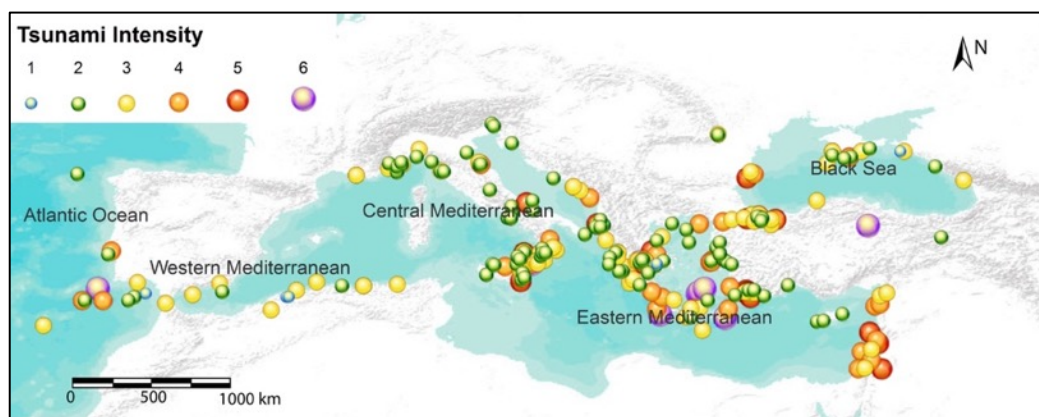 Tsunami Intensity
1 2 3 4 5 6
N
Black Sea
Atlantic Ocean
Central Mediterranean
Western Mediterranean
Eastern Mediterranean
0 500 1000 km